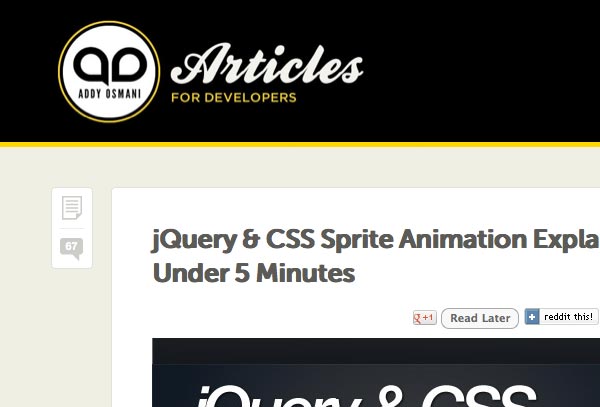 ADDY OSMANI
Articles
FOR DEVELOPERS
67
jQuery & CSS Sprite Animation Expla
Under 5 Minutes
g +1
Read Later
+ reddit this!
jQuery & CSS